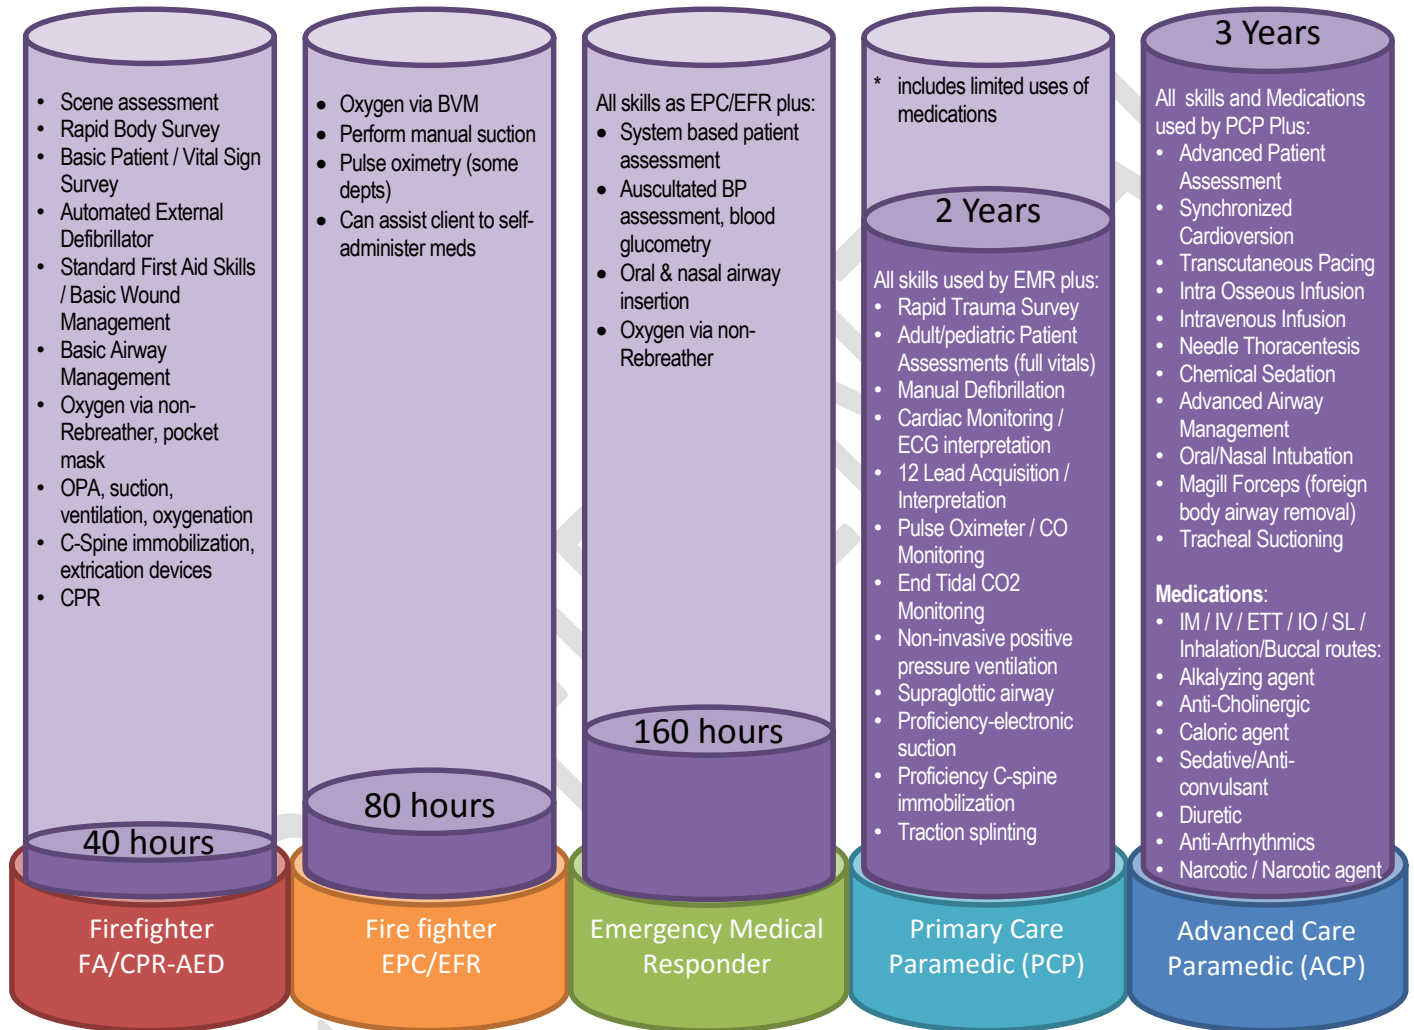 • Scene assessment
• Rapid Body Survey
• Basic Patient / Vital Sign
Survey
• Automated External
Defibrillator
• Standard First Aid Skills
/ Basic Wound
Management
• Basic Airway
Management
• Oxygen via non-
Rebreather, pocket
mask
• OPA, suction,
ventilation, oxygenation
• C-Spine immobilization,
extrication devices
• CPR
40 hours
Firefighter
FA/CPR-AED
• Oxygen via BVM
• Perform manual suction
• Pulse oximetry (some
depts)
• Can assist client to self-
administer meds
80 hours
Fire fighter
EPC/EFR
All skills as EPC/EFR plus:
• System based patient
assessment
• Auscultated BP
assessment, blood
glucometry
• Oral & nasal airway
insertion
• Oxygen via non-
Rebreather
160 hours
Emergency Medical
Responder
* includes limited uses of
medications
2 Years
All skills used by EMR plus:
• Rapid Trauma Survey
• Adult/pediatric Patient
Assessments (full vitals)
• Manual Defibrillation
• Cardiac Monitoring /
ECG interpretation
• 12 Lead Acquisition /
Interpretation
• Pulse Oximeter / CO
Monitoring
• End Tidal CO2
Monitoring
• Non-invasive positive
pressure ventilation
• Supraglottic airway
• Proficiency-electronic
suction
• Proficiency C-spine
immobilization
• Traction splinting
Primary Care
Paramedic (PCP)
3 Years
All skills and Medications
used by PCP Plus:
• Advanced Patient
Assessment
• Synchronized
Cardioversion
• Transcutaneous Pacing
• Intra Osseous Infusion
• Intravenous Infusion
• Needle Thoracentesis
• Chemical Sedation
• Advanced Airway
Management
• Oral/Nasal Intubation
• Magill Forceps (foreign
body airway removal)
• Tracheal Suctioning
Medications:
• IM / IV / ETT / IO / SL /
Inhalation/Buccal routes:
• Alkalyzing agent
• Anti-Cholinergic
• Caloric agent
• Sedative/Anti-
convulsant
• Diuretic
• Anti-Arrhythmics
• Narcotic / Narcotic agent
Advanced Care
Paramedic (ACP)